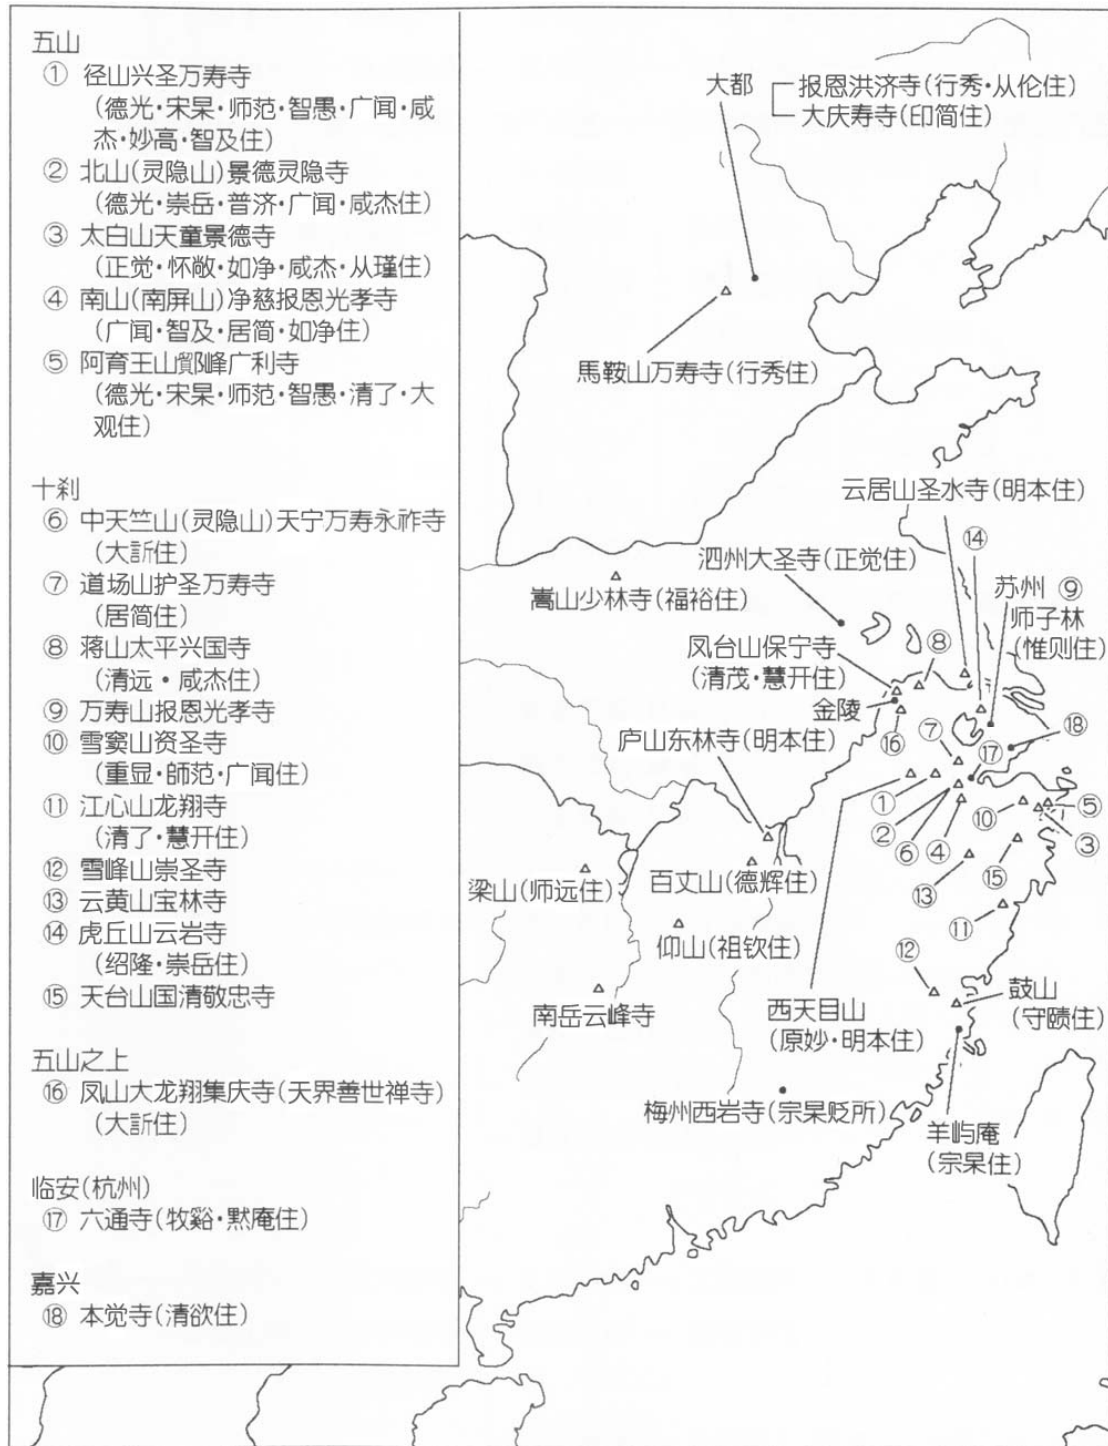 五山
① 径山兴圣万寿寺
(德光·宋杲·师范·智愚·广闻·咸
杰·妙高·智及住)
② 北山(灵隐山)景德灵隐寺
(德光·崇岳·普济·广闻·咸杰住)
③ 太白山天童景德寺
(正觉·怀敞·如净·咸杰·从瑾住)
④ 南山(南屏山)净慈报恩光孝寺
(广闻·智及·居简·如净住)
⑤ 阿育王山鄮峰广利寺
(德光·宋杲·师范·智愚·清了·大
观住)
十刹
⑥ 中天竺山(灵隐山)天宁万寿永祚寺
(大訢住)
⑦ 道场山护圣万寿寺
(居简住)
⑧ 蒋山太平兴国寺
(清远·咸杰住)
⑨ 万寿山报恩光孝寺
⑩ 雪窦山资圣寺
(重显·師范·广闻住)
⑪ 江心山龙翔寺
(清了·慧开住)
⑫ 雪峰山崇圣寺
⑬ 云黄山宝林寺
⑭ 虎丘山云岩寺
(绍隆·崇岳住)
⑮ 天台山国清敬忠寺
五山之上
⑯ 凤山大龙翔集庆寺(天界善世禅寺)
(大訢住)
临安(杭州)
⑰ 六通寺(牧谿·黙庵住)
嘉兴
⑱ 本觉寺(清欲住)
大都
报恩洪济寺(行秀·从伦住)
大庆寿寺(印简住)
馬鞍山万寿寺(行秀住)
云居山圣水寺(明本住)
⑭
泗州大圣寺(正觉住)
苏州 ⑨
师子林
(惟则住)
嵩山少林寺(福裕住)
凤台山保宁寺
(清茂·慧开住)
⑧
金陵
⑯
⑦
⑰
⑱
庐山东林寺(明本住)
①
②
⑥
④
⑩
⑤
③
⑬
⑮
⑪
梁山(师远住)
百丈山(德辉住)
仰山(祖钦住)
⑫
南岳云峰寺
西天目山
(原妙·明本住)
鼓山
(守赜住)
梅州西岩寺(宗杲贬所)
羊屿庵
(宗杲住)